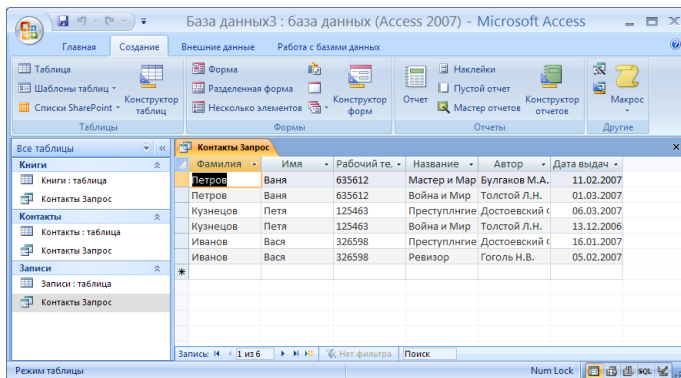 База данных3 : база данных (Access 2007) - Microsoft Access
Главная Создание Внешние данные Работа с базами данных
Таблица
Шаблоны таблиц
Списки SharePoint
Конструктор таблиц
Таблицы
Форма
Разделенная форма
Несколько элементов
Конструктор форм
Формы
Отчет
Наклейки
Пустой отчет
Мастер отчетов
Конструктор отчетов
Отчеты
Макрос
Другие
Все таблицы
Книги
Книги : таблица
Контакты Запрос
Контакты
Контакты : таблица
Контакты Запрос
Записи
Записи : таблица
Контакты Запрос
Контакты Запрос
Фамилия Имя Рабочий те. Название Автор Дата выдач
Петров Ваня 635612 Мастер и Мар Булгаков М.А. 11.02.2007
Петров Ваня 635612 Война и Мир Толстой Л.Н. 01.03.2007
Кузнецов Петя 125463 Преступлнгие Достоевский 06.03.2007
Кузнецов Петя 125463 Война и Мир Толстой Л.Н. 13.12.2006
Иванов Вася 326598 Преступлнгие Достоевский 16.01.2007
Иванов Вася 326598 Ревизор Гоголь Н.В. 05.02.2007
Запись: 1 из 6 Нет фильтра Поиск
Режим таблицы Num Lock SQL